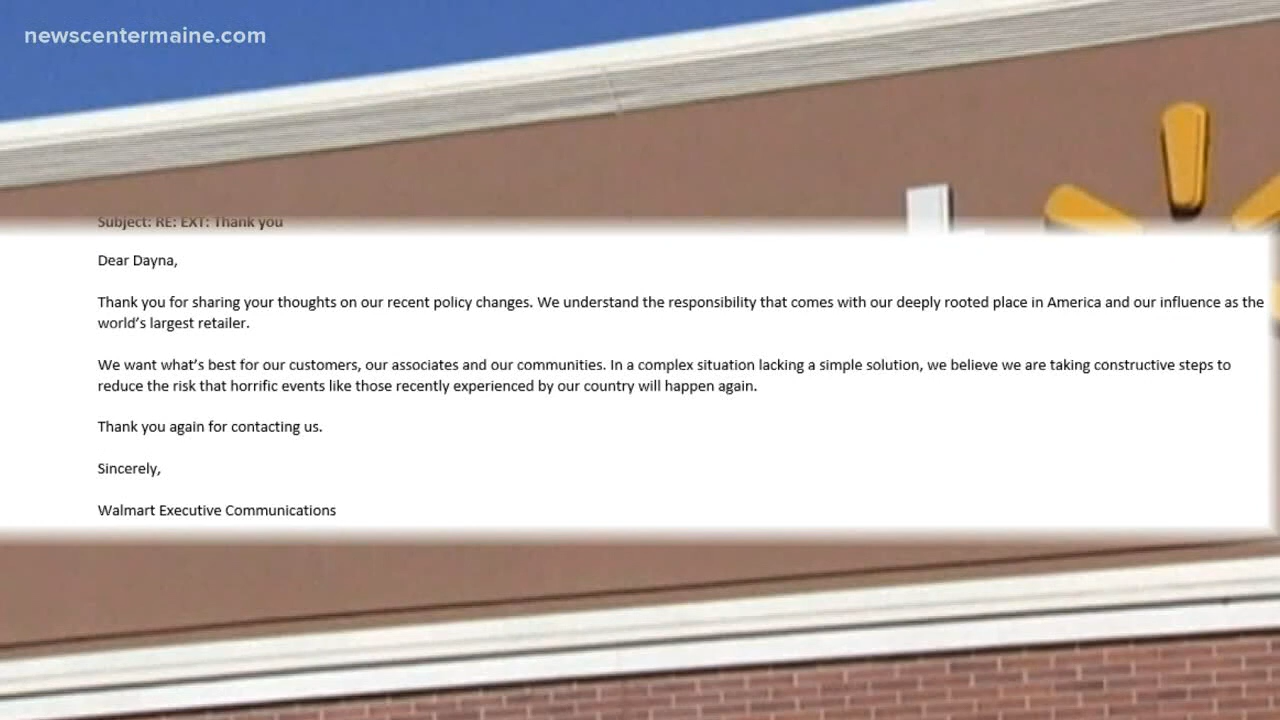 newscentermaine.com
Subject: RE: EXT: Thank you
Dear Dayna,
Thank you for sharing your thoughts on our recent policy changes. We understand the responsibility that comes with our deeply rooted place in America and our influence as the
world’s largest retailer.
We want what’s best for our customers, our associates and our communities. In a complex situation lacking a simple solution, we believe we are taking constructive steps to
reduce the risk that horrific events like those recently experienced by our country will happen again.
Thank you again for contacting us.
Sincerely,
Walmart Executive Communications